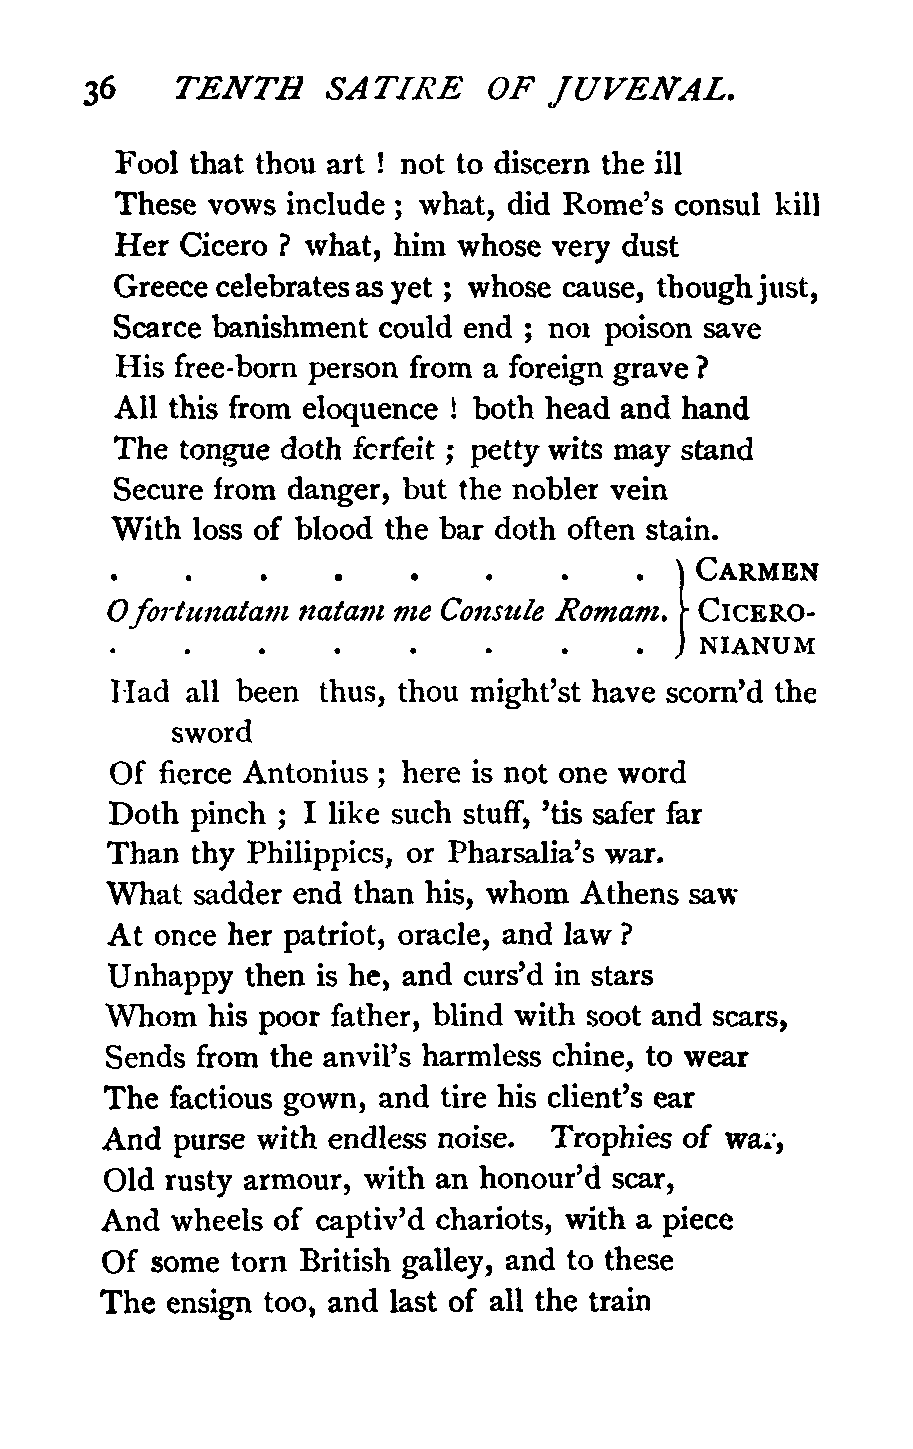 36 TENTH SATIRE OF JUVENAL.
Fool that thou art ! not to discern the ill
These vows include ; what, did Rome's consul kill
Her Cicero ? what, him whose very dust
Greece celebrates as yet ; whose cause, though just,
Scarce banishment could end ; nor poison save
His free-born person from a foreign grave ?
All this from eloquence ! both head and hand
The tongue doth forfeit ; petty wits may stand
Secure from danger, but the nobler vein
With loss of blood the bar doth often stain.
. . . . . . . . } CARMEN
O fortunatam natam me Consule Romam. } CICERO-
. . . . . . . . } NIANUM
Had all been thus, thou might'st have scorn'd the
sword
Of fierce Antonius ; here is not one word
Doth pinch ; I like such stuff, 'tis safer far
Than thy Philippics, or Pharsalia's war.
What sadder end than his, whom Athens saw
At once her patriot, oracle, and law ?
Unhappy then is he, and curs'd in stars
Whom his poor father, blind with soot and scars,
Sends from the anvil's harmless chine, to wear
The factious gown, and tire his client's ear
And purse with endless noise. Trophies of war,
Old rusty armour, with an honour'd scar,
And wheels of captiv'd chariots, with a piece
Of some torn British galley, and to these
The ensign too, and last of all the train